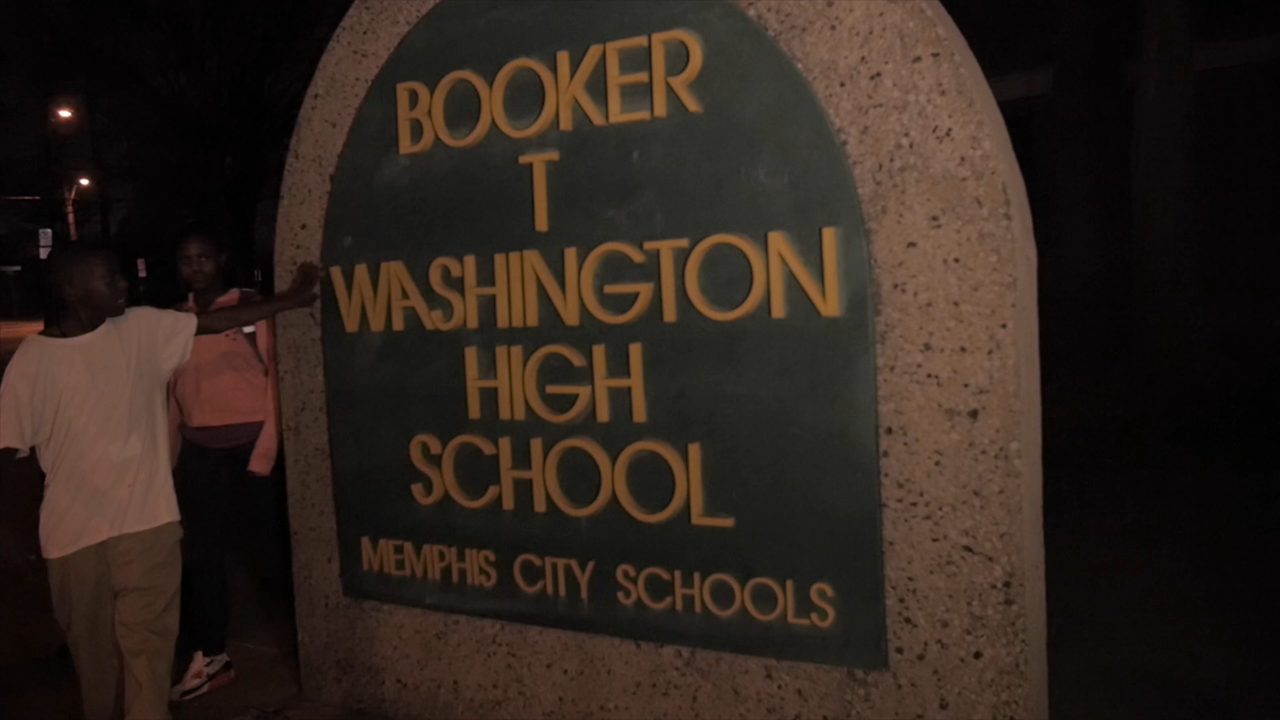 BOOKER
T
WASHINGTON
HIGH
SCHOOL
MEMPHIS CITY SCHOOLS